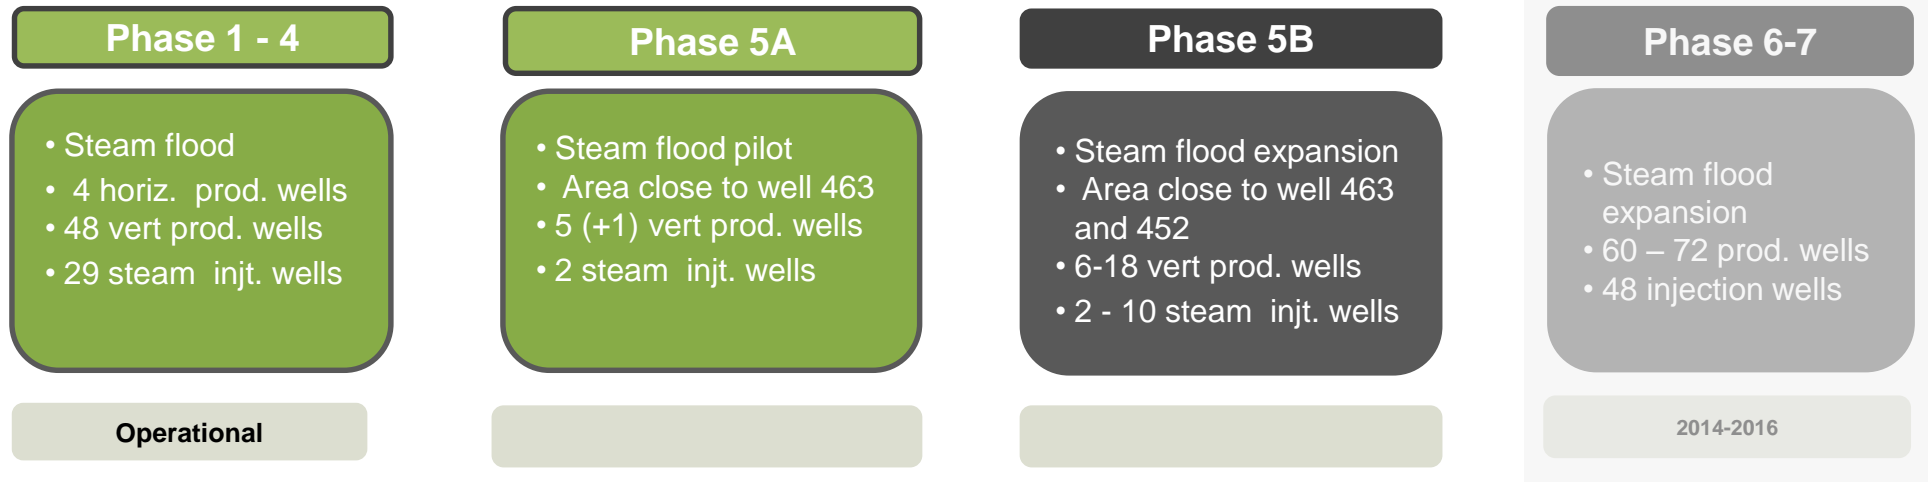 Phase 1 - 4
• Steam flood
• 4 horiz. prod. wells
• 48 vert prod. wells
• 29 steam injt. wells
Operational
Phase 5A
• Steam flood pilot
• Area close to well 463
• 5 (+1) vert prod. wells
• 2 steam injt. wells
Phase 5B
• Steam flood expansion
• Area close to well 463
and 452
• 6-18 vert prod. wells
• 2 - 10 steam injt. wells
Phase 6-7
• Steam flood
expansion
• 60 – 72 prod. wells
• 48 injection wells
2014-2016